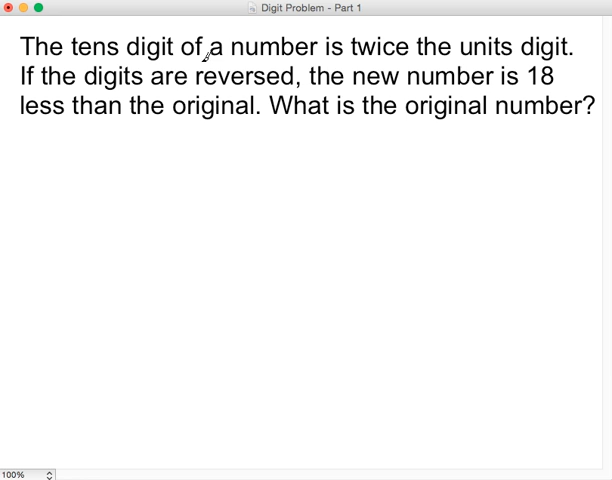 Digit Problem - Part 1
The tens digit of a number is twice the units digit.
If the digits are reversed, the new number is 18
less than the original. What is the original number?
100%